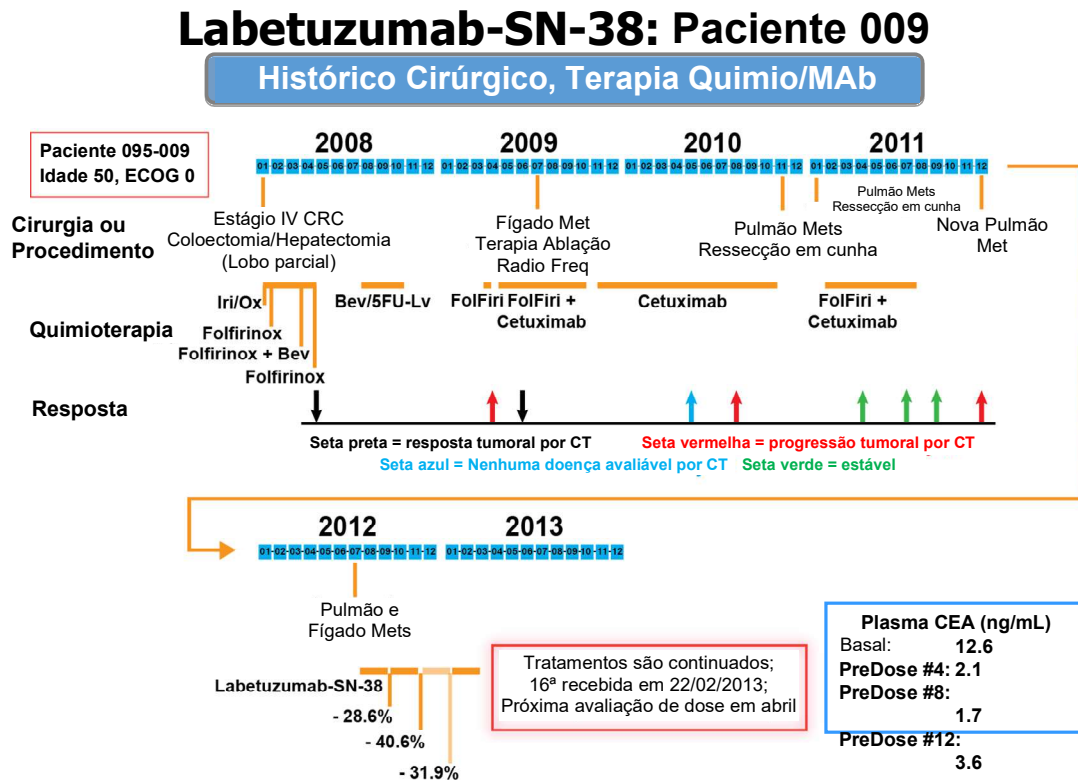 Labetuzumab-SN-38: Paciente 009
Histórico Cirúrgico, Terapia Quimio/MAb
Paciente 095-009
Idade 50, ECOG 0
2008
2009
2010
2011
01-02-03-04-05-06-07-08-09-10-11-12
01-02-03-04-05-06-07-08-09-10-11-12
01-02-03-04-05-06-07-08-09-10-11-12
01-02-03-04-05-06-07-08-09-10-11-12
Cirurgia ou
Procedimento
Estágio IV CRC
Coloectomia/Hepatectomia
(Lobo parcial)
Fígado Met
Terapia Ablação
Radio Freq
Pulmão Mets
Ressecção em cunha
Pulmão Mets
Ressecção em cunha
Nova Pulmão
Met
Quimioterapia
Iri/Ox
Folfirinox
Folfirinox + Bev
Folfirinox
Bev/5FU-Lv
FolFiri
FolFiri +
Cetuximab
Cetuximab
FolFiri +
Cetuximab
Resposta
Seta preta = resposta tumoral por CT
Seta vermelha = progressão tumoral por CT
Seta azul = Nenhuma doença avaliável por CT
Seta verde = estável
2012
2013
01-02-03-04-05-06-07-08-09-10-11-12
01-02-03-04-05-06-07-08-09-10-11-12
Pulmão e
Fígado Mets
Labetuzumab-SN-38
- 28.6%
- 40.6%
- 31.9%
Tratamentos são continuados;
16ª recebida em 22/02/2013;
Próxima avaliação de dose em abril
Plasma CEA (ng/mL)
Basal: 12.6
PreDose #4: 2.1
PreDose #8:
1.7
PreDose #12:
3.6